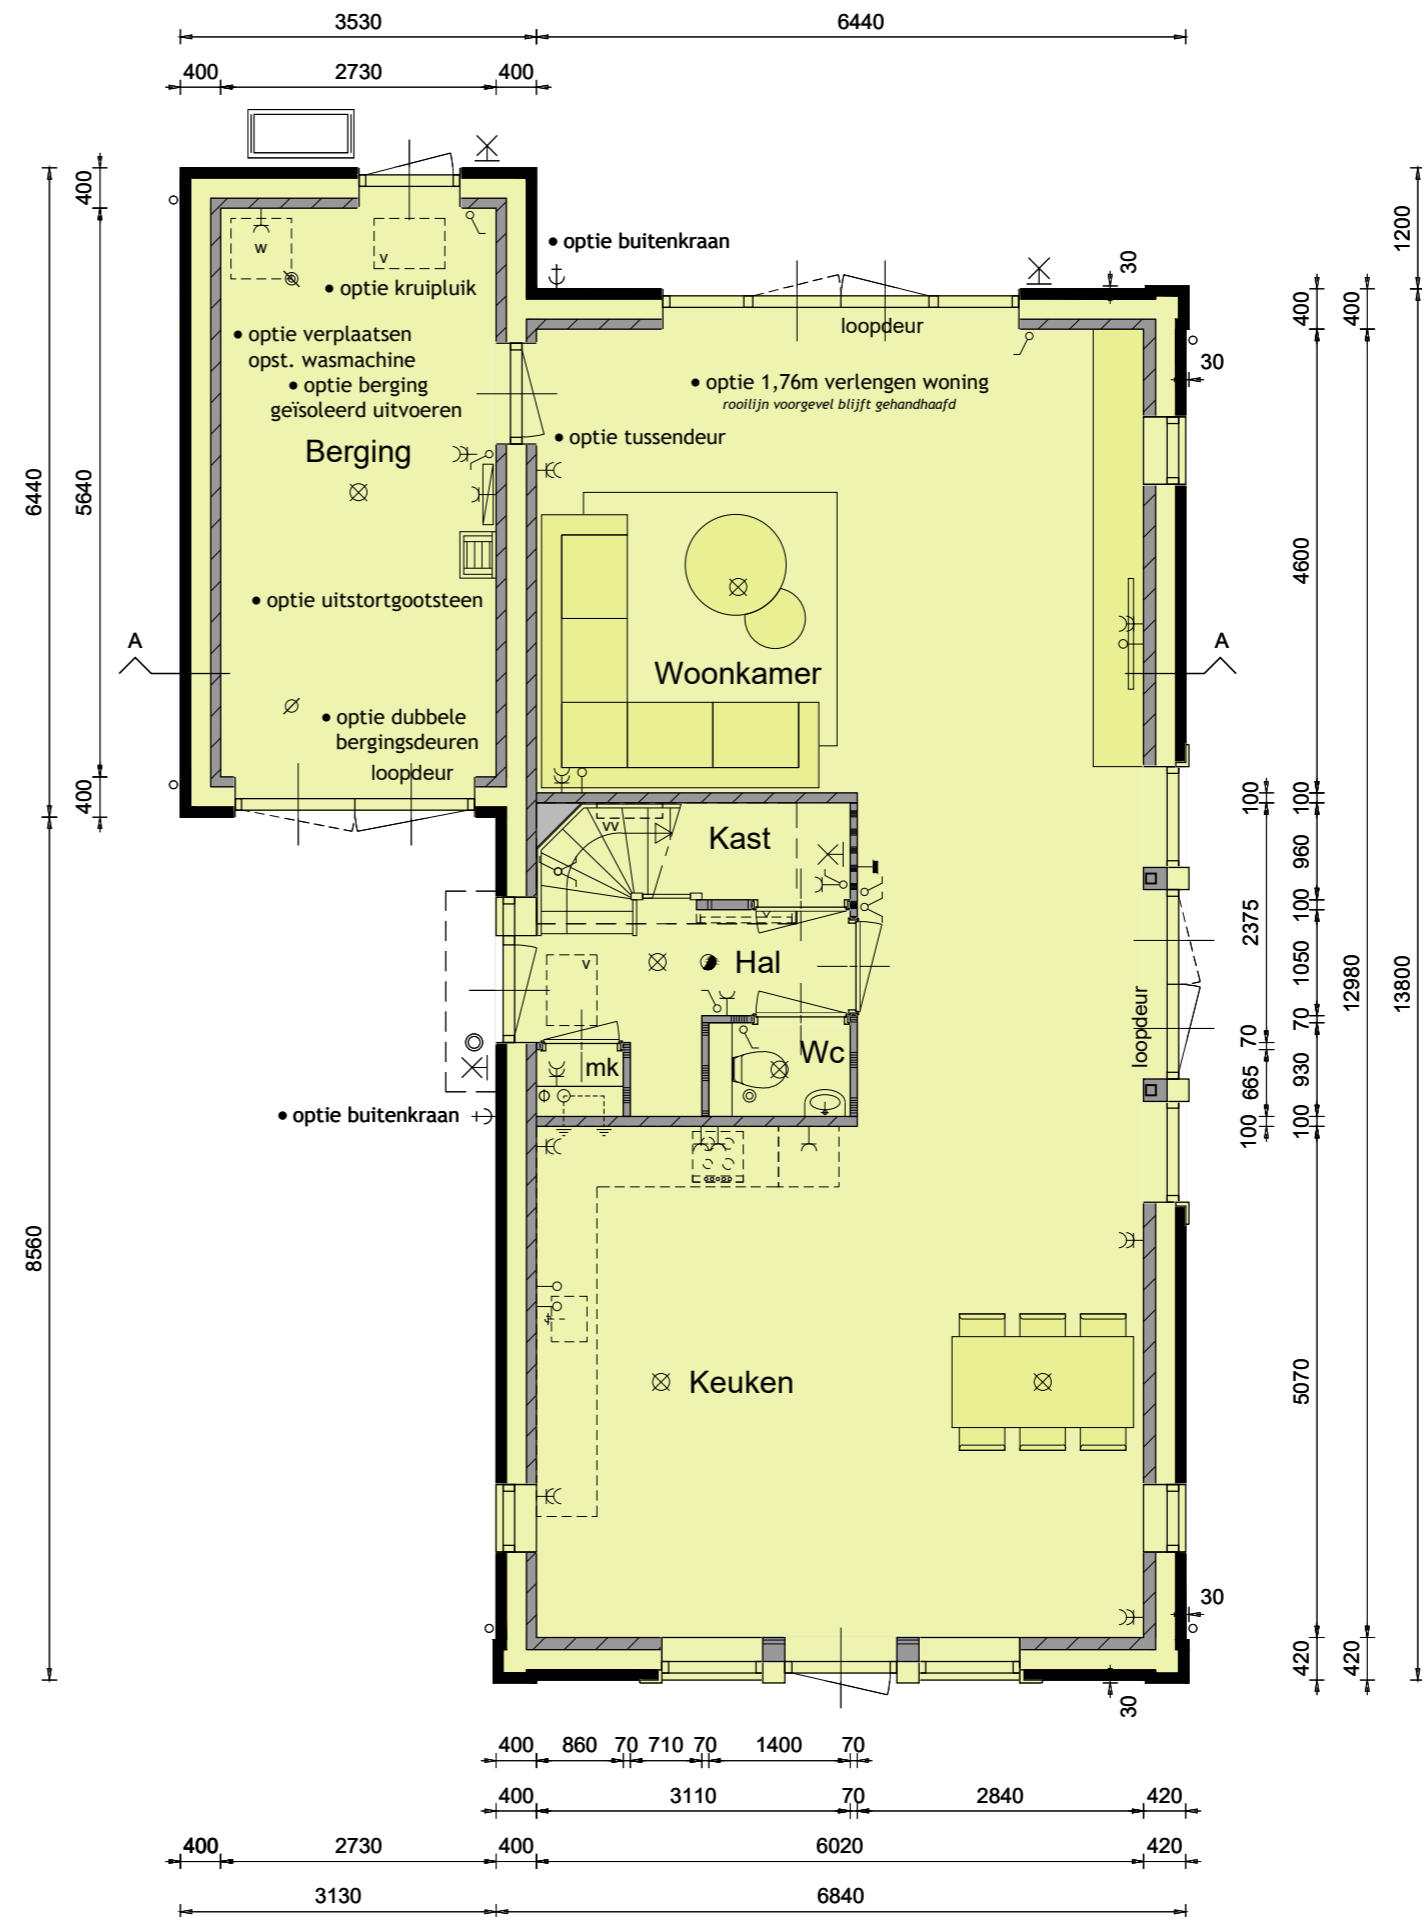 3530 6440
400 2730 400
• optie buitenkraan
w
v
• optie kruipluik
• optie verplaatsen
opst. wasmachine
• optie berging
geïsoleerd uitvoeren
Berging
• optie uitstortgootsteen
• optie dubbele
bergingsdeuren
loopdeur
400
5640
400
6440
8560
A
loopdeur
• optie 1,76m verlengen woning
rooilijn voorgevel blijft gehandhaafd
• optie tussendeur
Woonkamer
A
vv
Kast
v
Hal
v
mk
Wc
loopdeur
• optie buitenkraan
Keuken
30
30
30
30
100
2375
70
665
100
400
4600
100
960
100
1050
70
930
100
5070
420
400
12980
420
1200
13800
400 860 70 710 70 1400 70
400 3110 70 2840 420
400 2730 400 6020 420
3130 6840